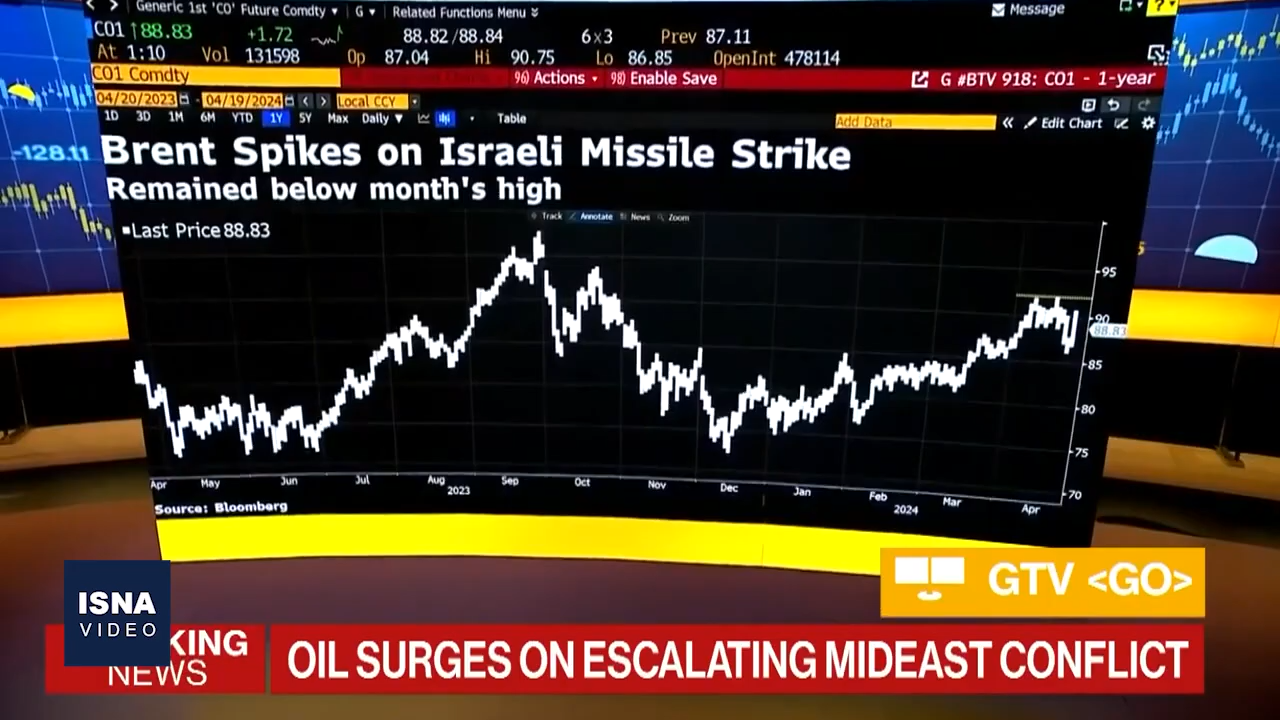 Generic 1st 'CO' Future Comdty ▾ G ▾ Related Functions Menu
Message
CO1 ↑88.83 +1.72 88.82/88.84 6x3 Prev 87.11
At 1:10 Vol 131598 Op 87.04 Hi 90.75 Lo 86.85 OpenInt 478114
CO1 Comdty 96) Actions 98) Enable Save G #BTV 918: CO1 - 1-year
04/20/2023 - 04/19/2024 Local CCY
1D 3D 1M 6M YTD 1Y 5Y Max Daily ▼ Table Add Data « Edit Chart
-128.11
Brent Spikes on Israeli Missile Strike
Remained below month's high
Track Annotate News Zoom
Last Price 88.83
95
90
88.83
85
80
75
70
Apr May Jun Jul Aug Sep Oct Nov Dec Jan Feb Mar Apr
2023 2024
Source: Bloomberg
GTV <GO>
ISNA
VIDEO
KING
NEWS
OIL SURGES ON ESCALATING MIDEAST CONFLICT